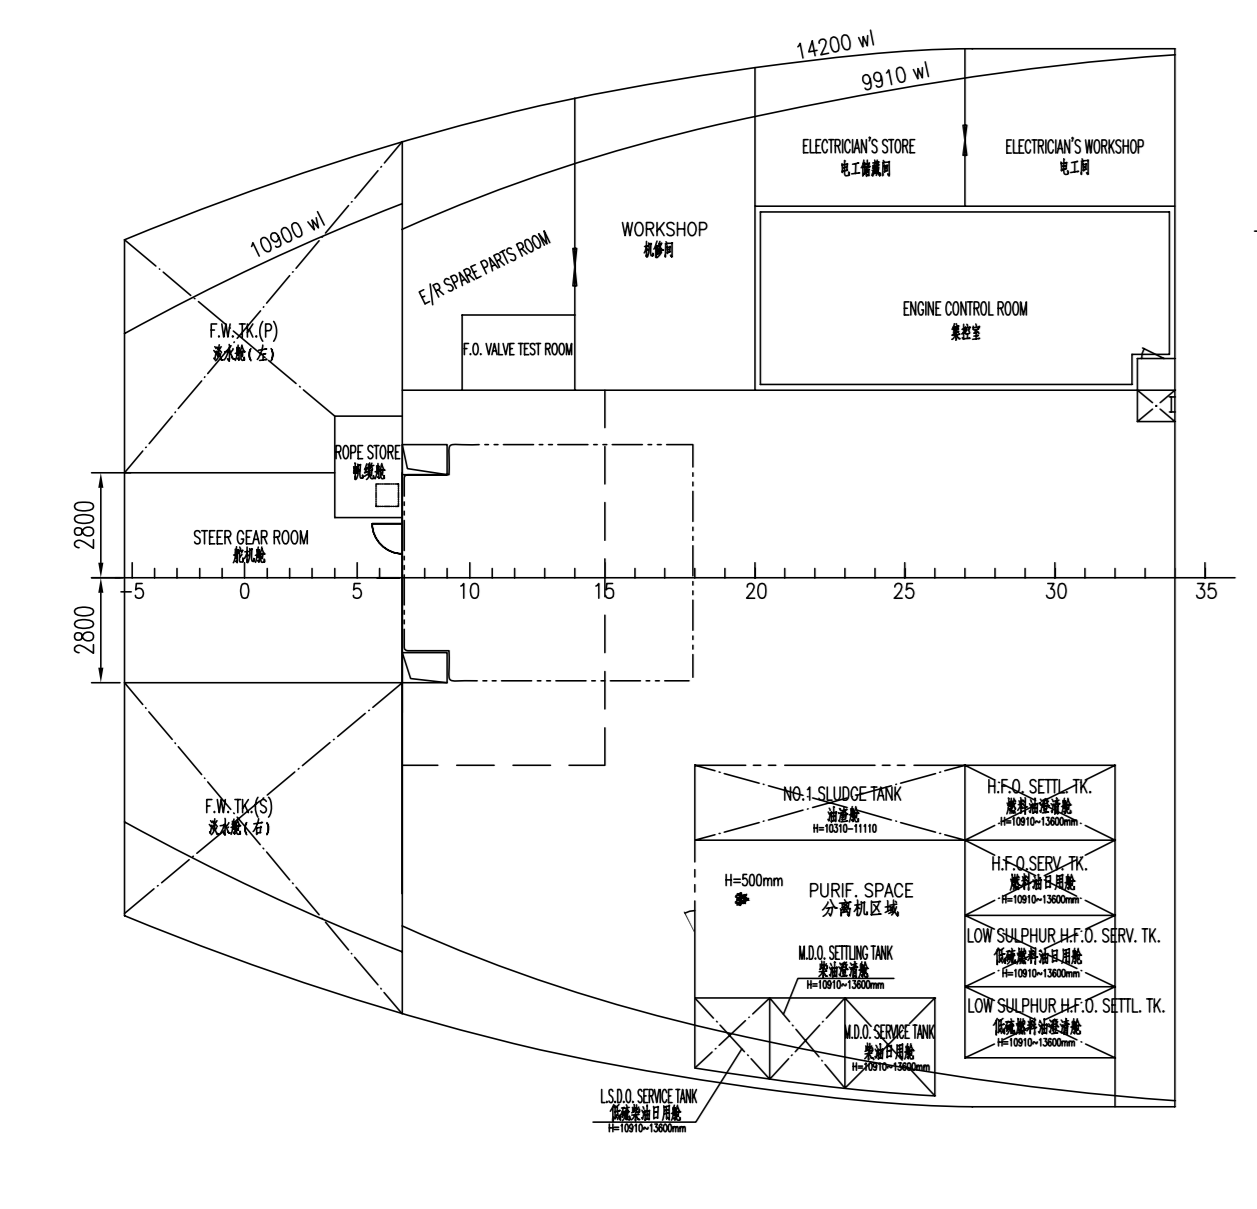 14200 wl
9910 wl
ELECTRICIAN'S STORE
电工储藏间
ELECTRICIAN'S WORKSHOP
电工间
10900 wl
E/R SPARE PARTS ROOM
WORKSHOP
机修间
ENGINE CONTROL ROOM
集控室
F.W. TK.(P)
淡水舱(左)
F.O. VALVE TEST ROOM
ROPE STORE
帆缆舱
2800
STEER GEAR ROOM
舵机舱
-5
0
5
10
15
20
25
30
35
2800
F.W. TK.(S)
淡水舱(右)
NO.1 SLUDGE TANK
油渣舱
H=10310-11110
H.F.O. SETTL. TK.
燃料油澄清舱
H=10910~13600mm
H.F.O.SERV. TK.
燃料油日用舱
H=10910~13600mm
H=500mm
PURIF. SPACE
分离机区域
LOW SULPHUR H.F.O. SERV. TK.
低硫燃料油日用舱
H=10910~13600mm
M.D.O. SETTLING TANK
柴油澄清舱
H=10910~13600mm
LOW SULPHUR H.F.O. SETTL. TK.
低硫燃料油澄清舱
H=10910~13600mm
M.D.O. SERVICE TANK
柴油日用舱
H=10910~13600mm
L.S.D.O. SERVICE TANK
低硫柴油日用舱
H=10910~13600mm